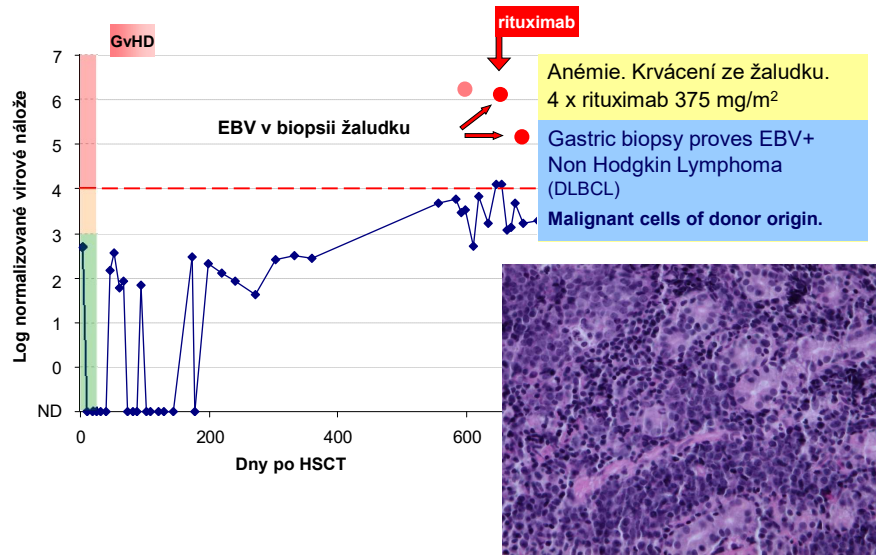 rituximab
GvHD
7
6
5
4
3
2
1
0
ND
Log normalizované virové nálože
EBV v biopsii žaludku
Anémie. Krvácení ze žaludku.
4 x rituximab 375 mg/m²
Gastric biopsy proves EBV+
Non Hodgkin Lymphoma
(DLBCL)
Malignant cells of donor origin.
0
200
400
600
Dny po HSCT